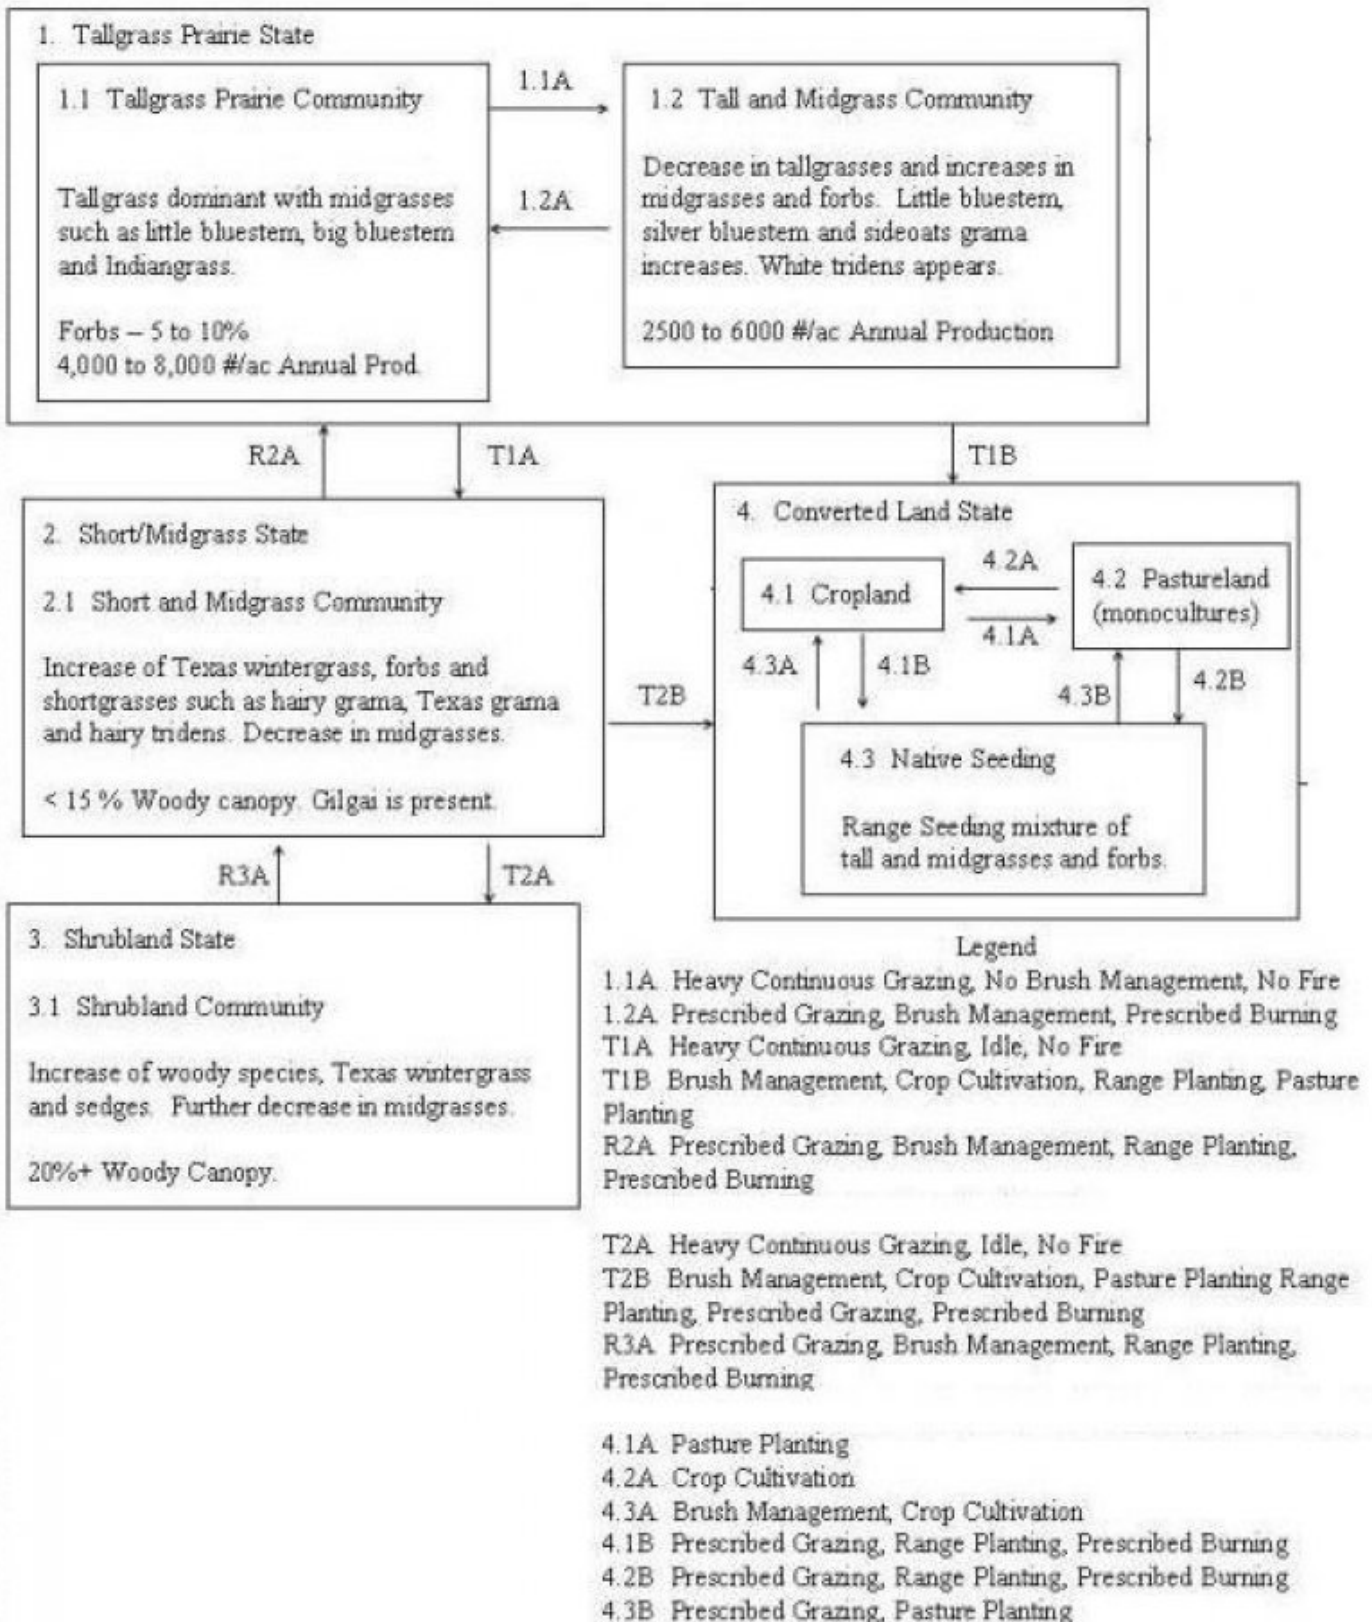 1. Tallgrass Prairie State
1.1 Tallgrass Prairie Community
Tallgrass dominant with midgrasses
such as little bluestem, big bluestem
and Indiangrass.
Forbs – 5 to 10%
4,000 to 8,000 #/ac Annual Prod.
1.1A
1.2A
1.2 Tall and Midgrass Community
Decrease in tallgrasses and increases in
midgrasses and forbs. Little bluestem,
silver bluestem and sideoats grama
increases. White tridens appears.
2500 to 6000 #/ac Annual Production
R2A
T1A
T1B
2. Short/Midgrass State
2.1 Short and Midgrass Community
Increase of Texas wintergrass, forbs and
shortgrasses such as hairy grama, Texas grama
and hairy tridens. Decrease in midgrasses.
< 15 % Woody canopy. Gilgai is present.
T2B
4. Converted Land State
4.1 Cropland
4.2A
4.1A
4.2 Pastureland
(monocultures)
4.3A
4.1B
4.3B
4.2B
4.3 Native Seeding
Range Seeding mixture of
tall and midgrasses and forbs.
R3A
T2A
3. Shrubland State
3.1 Shrubland Community
Increase of woody species, Texas wintergrass
and sedges. Further decrease in midgrasses.
20%+ Woody Canopy.
Legend
1.1A Heavy Continuous Grazing, No Brush Management, No Fire
1.2A Prescribed Grazing, Brush Management, Prescribed Burning
T1A Heavy Continuous Grazing, Idle, No Fire
T1B Brush Management, Crop Cultivation, Range Planting, Pasture
Planting
R2A Prescribed Grazing, Brush Management, Range Planting,
Prescribed Burning
T2A Heavy Continuous Grazing, Idle, No Fire
T2B Brush Management, Crop Cultivation, Pasture Planting Range
Planting, Prescribed Grazing, Prescribed Burning
R3A Prescribed Grazing, Brush Management, Range Planting,
Prescribed Burning
4.1A Pasture Planting
4.2A Crop Cultivation
4.3A Brush Management, Crop Cultivation
4.1B Prescribed Grazing, Range Planting, Prescribed Burning
4.2B Prescribed Grazing, Range Planting, Prescribed Burning
4.3B Prescribed Grazing, Pasture Planting